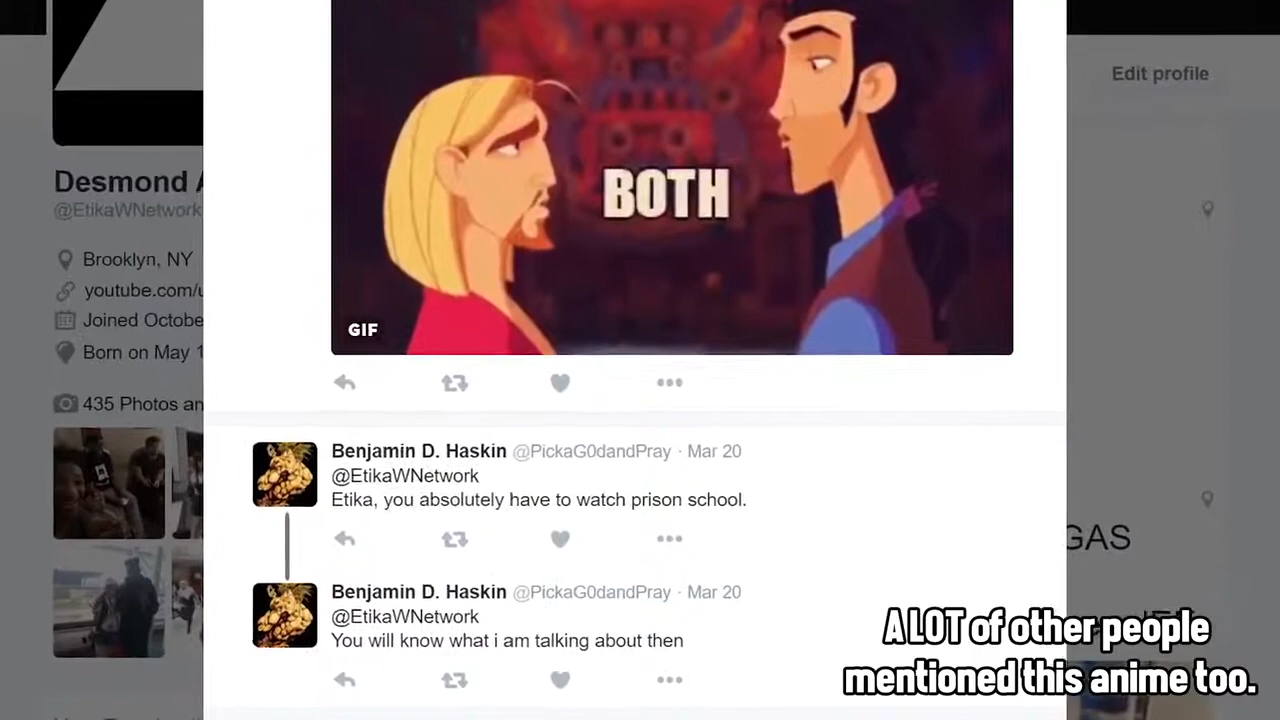 Edit profile
BOTH
GIF
Desmond A
@EtikaWNetwork
Brooklyn, NY
youtube.com/u
Joined Octobe
Born on May 1
435 Photos an
Benjamin D. Haskin @PickaG0dandPray · Mar 20
@EtikaWNetwork
Etika, you absolutely have to watch prison school.
GAS
Benjamin D. Haskin @PickaG0dandPray · Mar 20
@EtikaWNetwork
You will know what i am talking about then
A LOT of other people
mentioned this anime too.